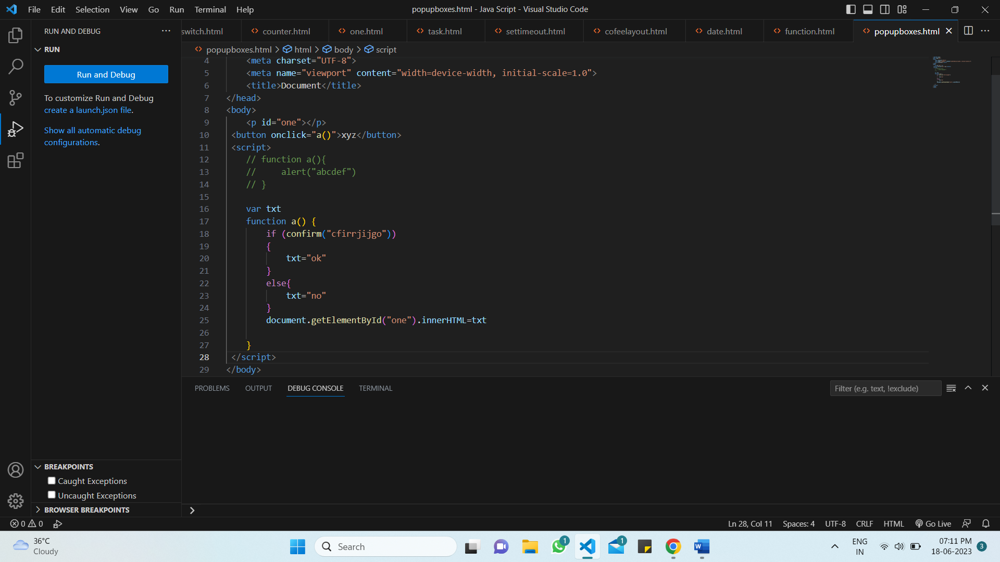 File Edit Selection View Go Run Terminal Help
popupboxes.html - Java Script - Visual Studio Code
RUN AND DEBUG
switch.html counter.html one.html task.html settimeout.html cofeelayout.html date.html function.html popupboxes.html
RUN
popupboxes.html > html > body > script
Run and Debug
To customize Run and Debug
create a launch.json file.
Show all automatic debug
configurations.
4 <meta charset="UTF-8">
5 <meta name="viewport" content="width=device-width, initial-scale=1.0">
6 <title>Document</title>
7 </head>
8 <body>
9 <p id="one"></p>
10 <button onclick="a()">xyz</button>
11 <script>
12 // function a(){
13 // alert("abcdef")
14 // }
15
16 var txt
17 function a() {
18 if (confirm("cfirrjijgo"))
19 {
20 txt="ok"
21 }
22 else{
23 txt="no"
24 }
25 document.getElementById("one").innerHTML=txt
26
27 }
28 </script>
29 </body>
PROBLEMS OUTPUT DEBUG CONSOLE TERMINAL
Filter (e.g. text, !exclude)
BREAKPOINTS
Caught Exceptions
Uncaught Exceptions
BROWSER BREAKPOINTS
0 0
Ln 28, Col 11 Spaces: 4 UTF-8 CRLF HTML Go Live
36°C
Cloudy
Search
1
1
ENG
IN
07:11 PM
18-06-2023
3